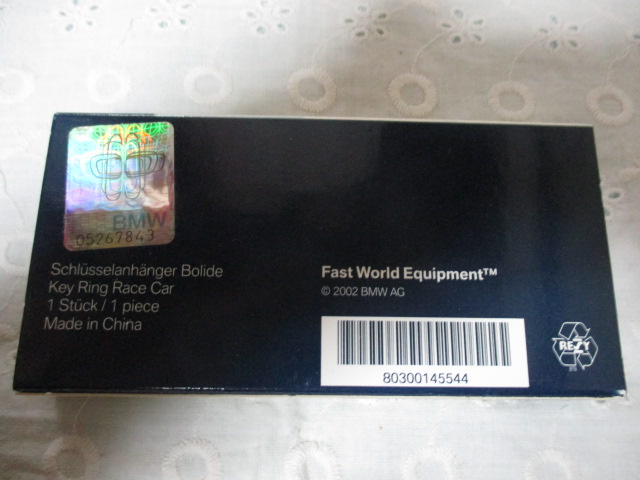 BMW
05267843
Schlüsselanhänger Bolide
Key Ring Race Car
1 Stück / 1 piece
Made in China
Fast World Equipment™
© 2002 BMW AG
80300145544
REZY